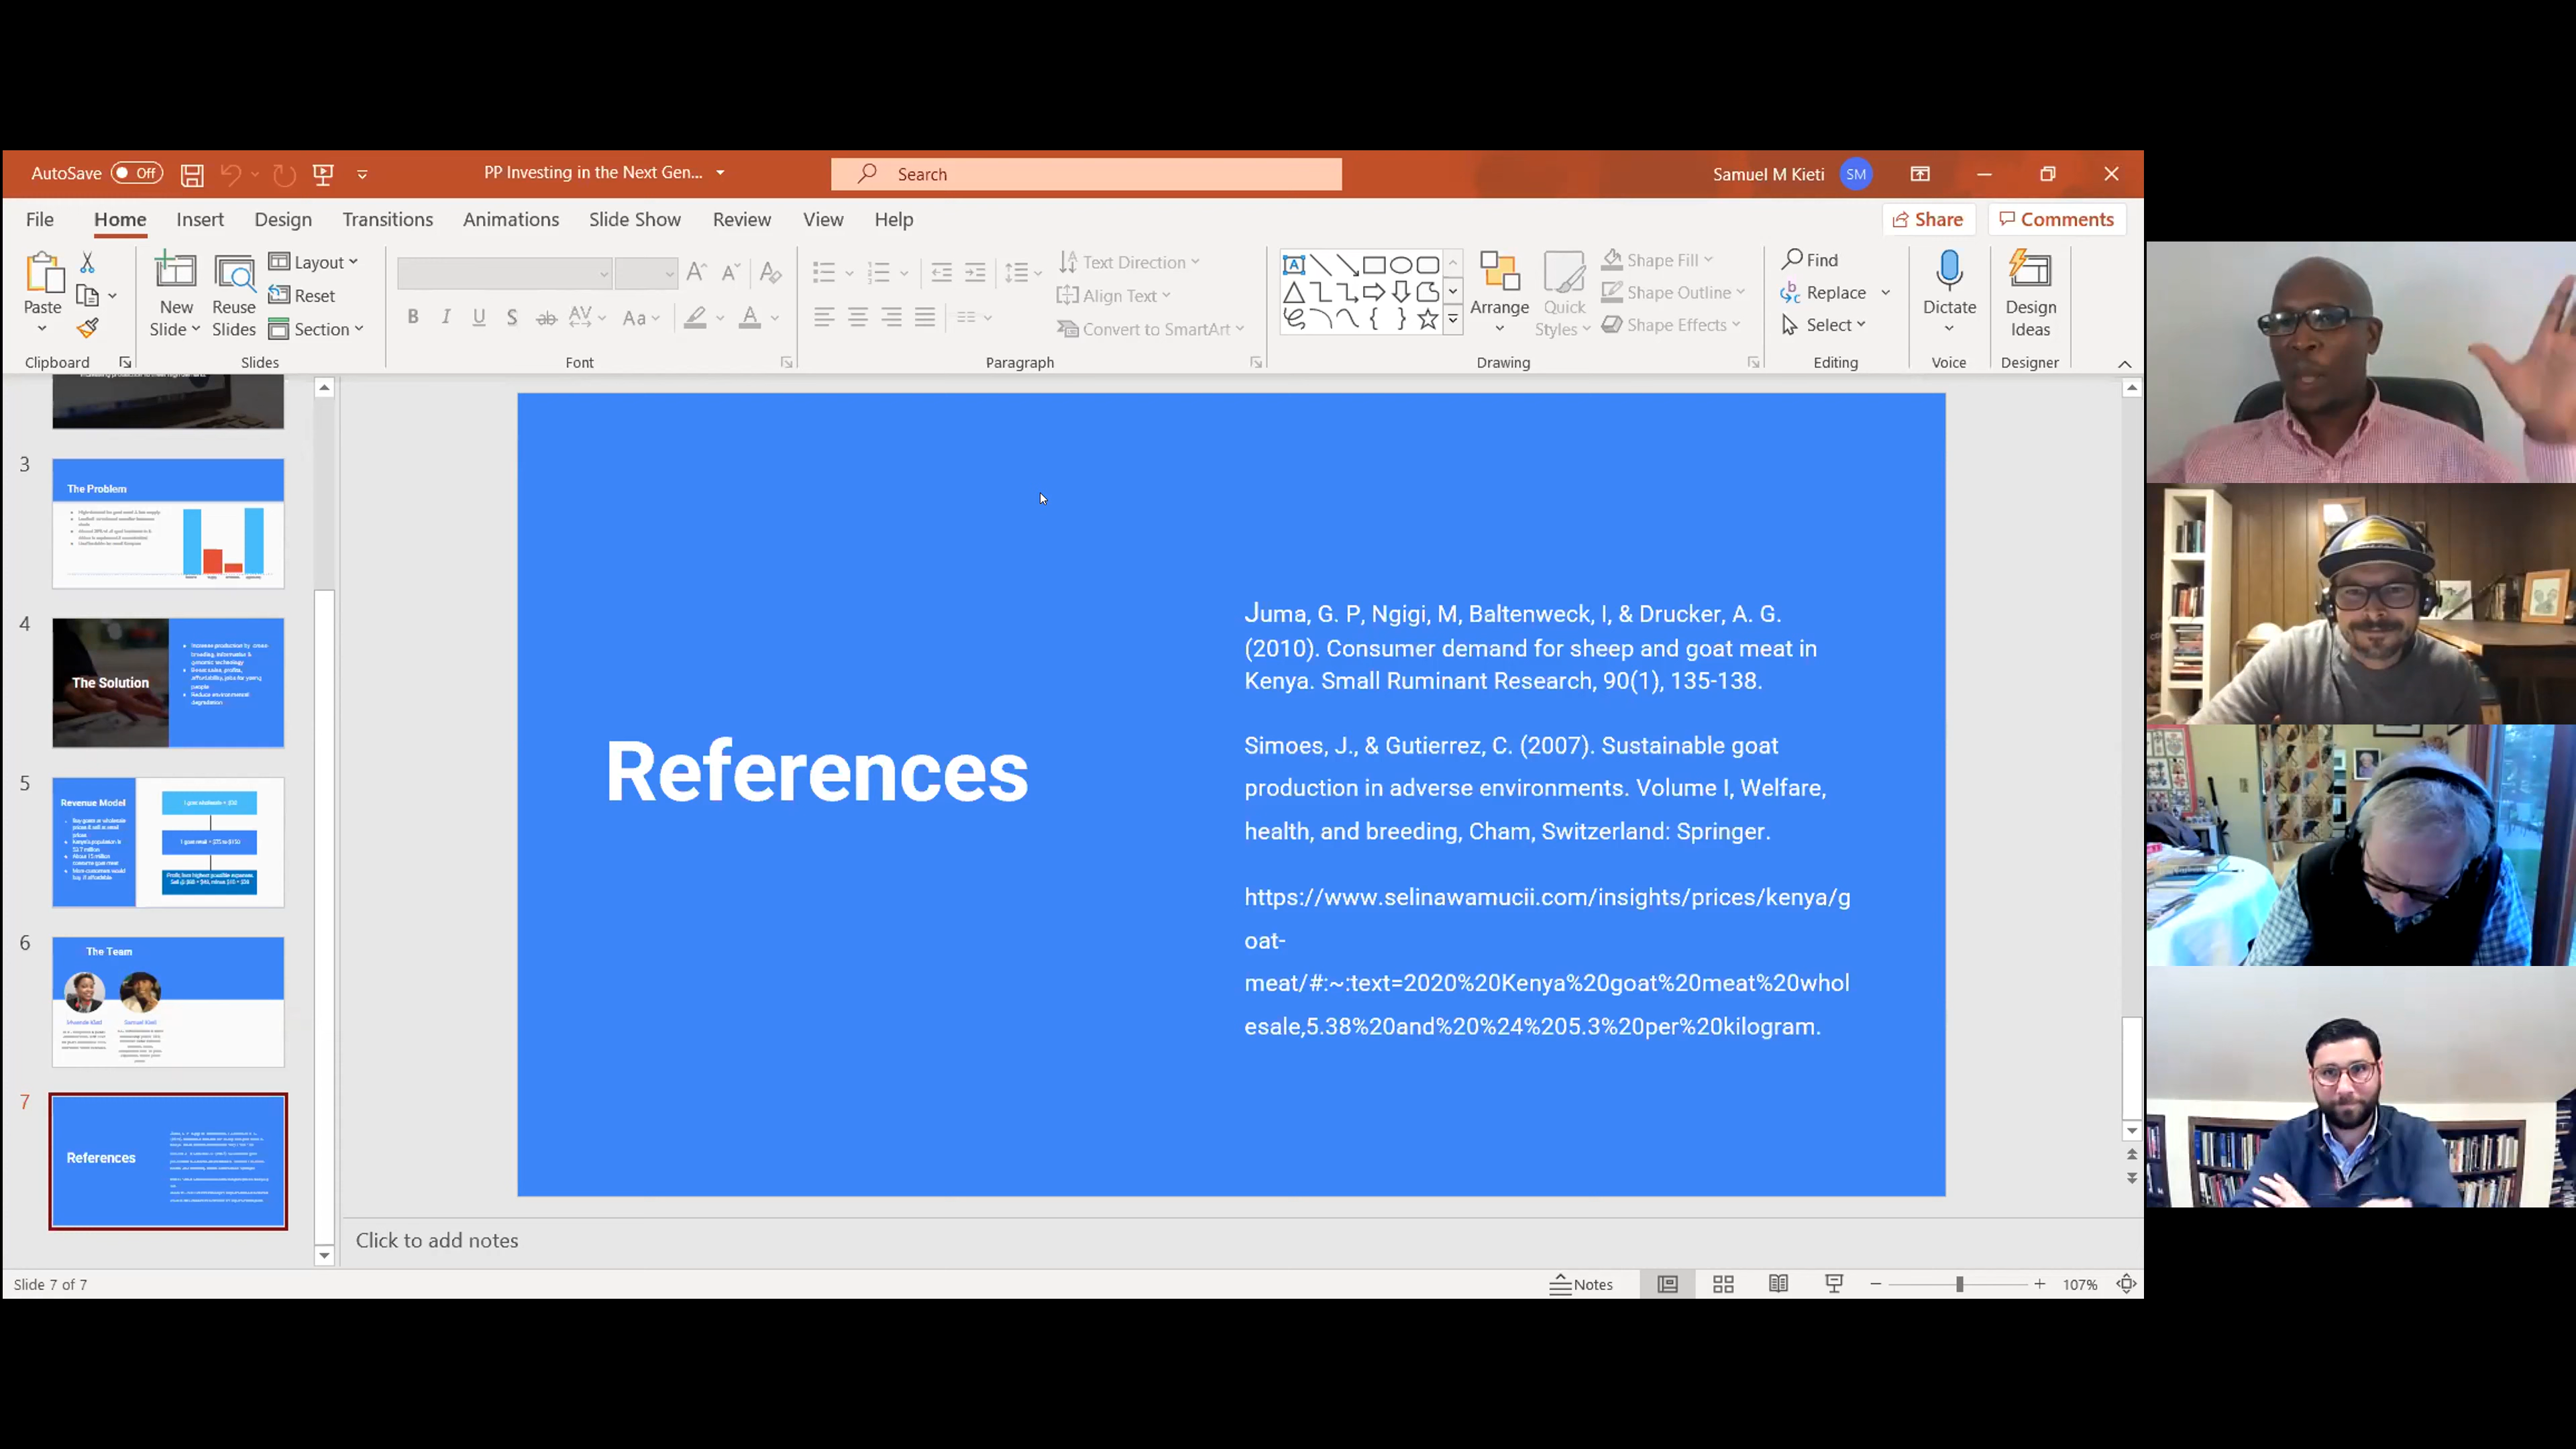 AutoSave Off
PP Investing in the Next Gen...
Search
Samuel M Kieti SM
File Home Insert Design Transitions Animations Slide Show Review View Help
Share Comments
Paste
New Slide
Reuse Slides
Layout
Reset
Section
Text Direction
Align Text
Convert to SmartArt
Arrange
Quick Styles
Shape Fill
Shape Outline
Shape Effects
Find
Replace
Select
Dictate
Design Ideas
Clipboard Slides Font Paragraph Drawing Editing Voice Designer
3
The Problem
4
The Solution
5
Revenue Model
6
The Team
7
References
References
Juma, G. P, Ngigi, M, Baltenweck, I, & Drucker, A. G.
(2010). Consumer demand for sheep and goat meat in
Kenya. Small Ruminant Research, 90(1), 135-138.
Simoes, J., & Gutierrez, C. (2007). Sustainable goat
production in adverse environments. Volume I, Welfare,
health, and breeding, Cham, Switzerland: Springer.
https://www.selinawamucii.com/insights/prices/kenya/g
oat-
meat/#:~:text=2020%20Kenya%20goat%20meat%20whol
esale,5.38%20and%20%24%205.3%20per%20kilogram.
Click to add notes
Slide 7 of 7
Notes
107%